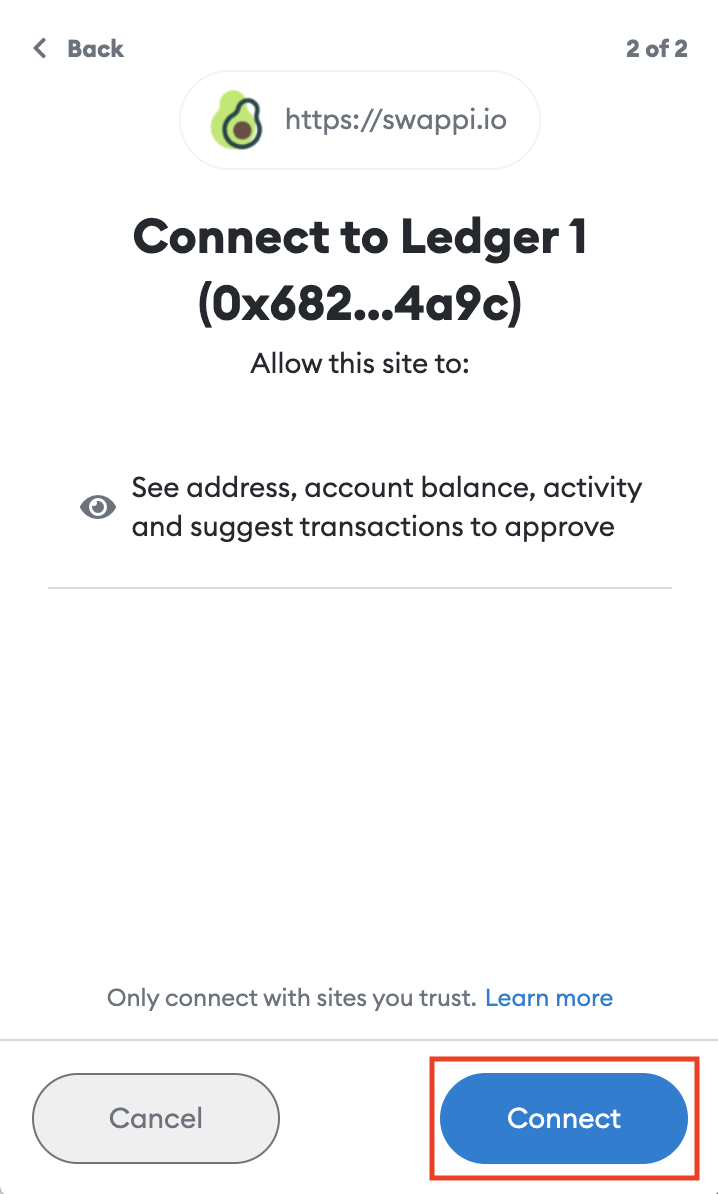 Back
2 of 2
https://swappi.io
Connect to Ledger 1
(0x682...4a9c)
Allow this site to:
See address, account balance, activity
and suggest transactions to approve
Only connect with sites you trust. Learn more
Cancel
Connect